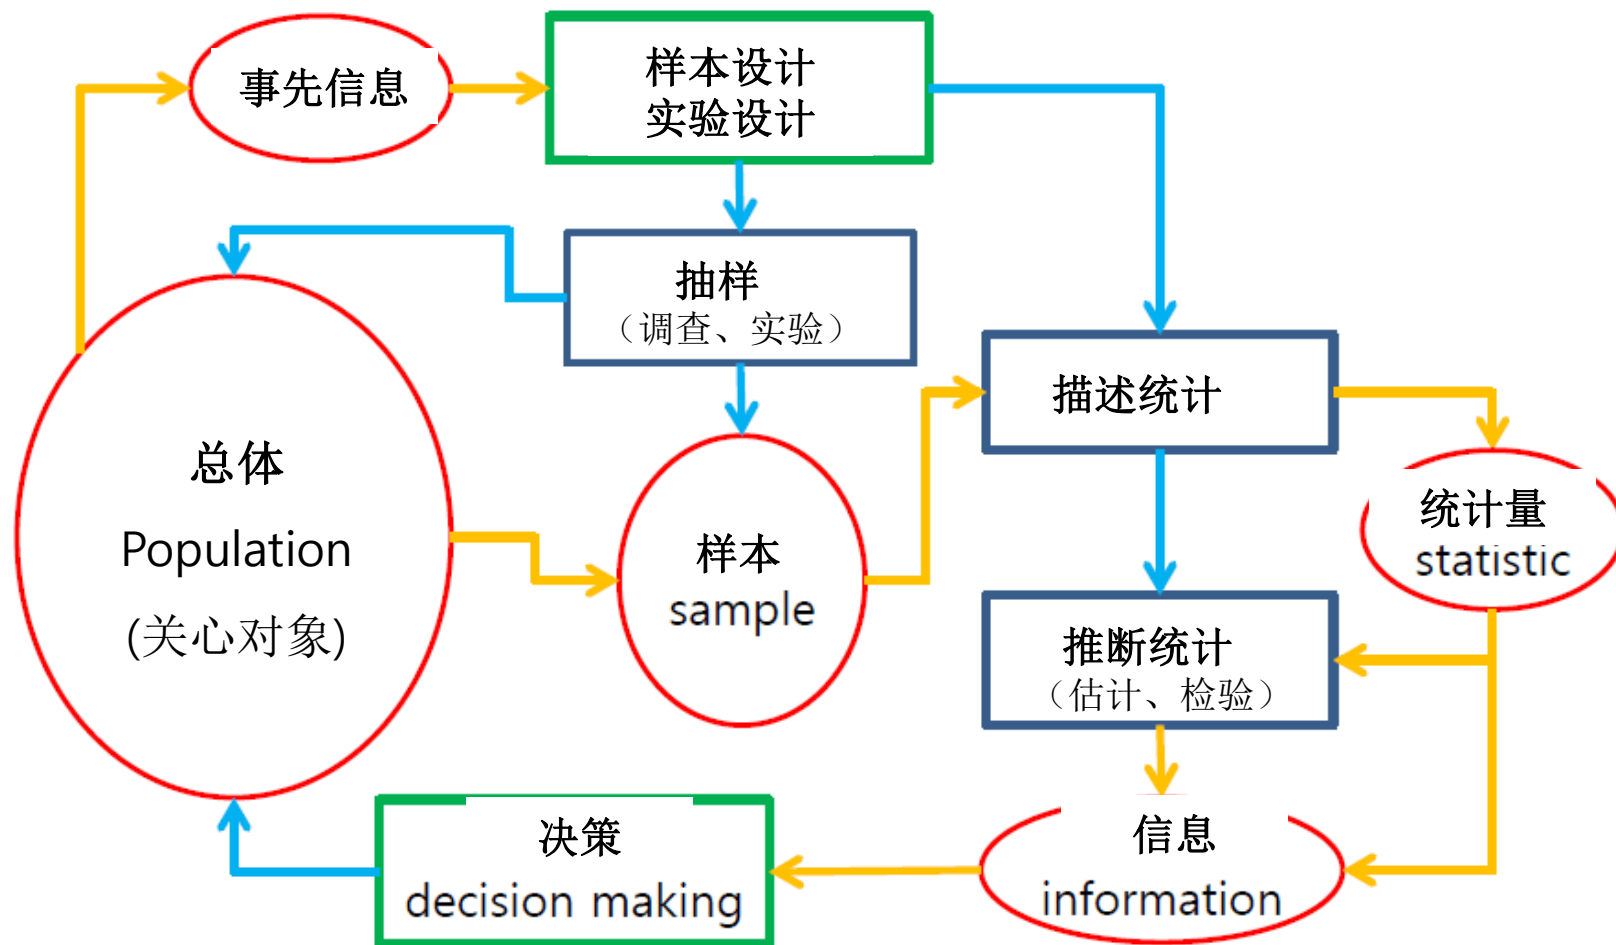 事先信息
样本设计
实验设计
抽样
（调查、实验）
描述统计
总体
Population
(关心对象)
样本
sample
统计量
statistic
推断统计
（估计、检验）
决策
decision making
信息
information